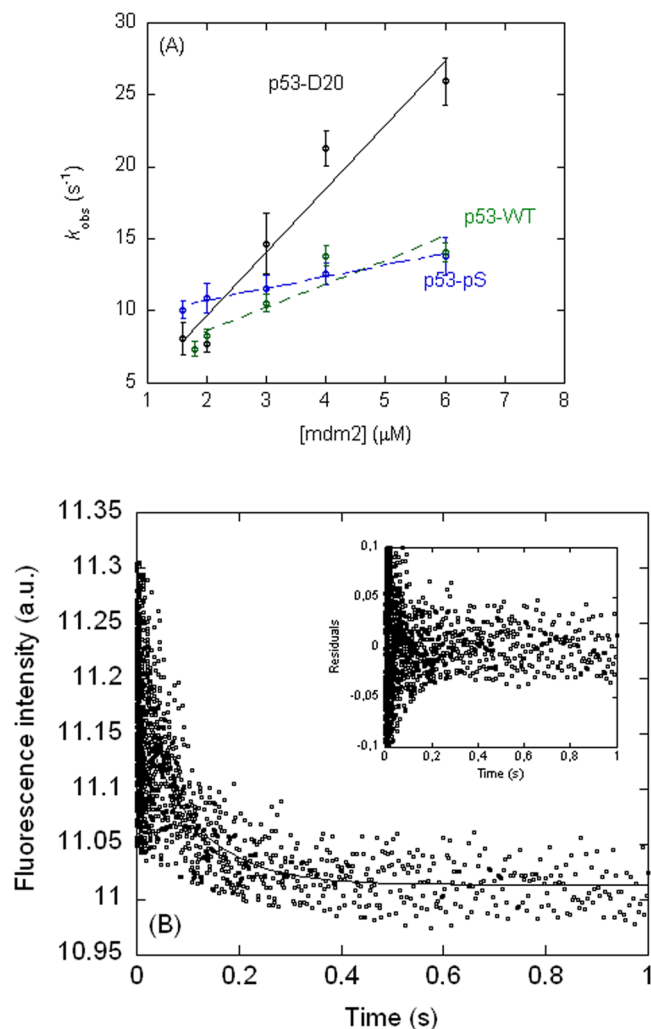 (A)
30
25
20
15
10
5
k obs (s-1)
p53-D20
p53-WT
p53-pS
1 2 3 4 5 6 7 8
[mdm2] (μM)
11.35
11.3
11.25
11.2
11.15
11.1
11.05
11
10.95
Fluorescence intensity (a.u.)
0,1
0,05
0
-0,05
-0,1
Residuals
0 0,2 0,4 0,6 0,8 1
Time (s)
(B)
0 0.2 0.4 0.6 0.8 1
Time (s)